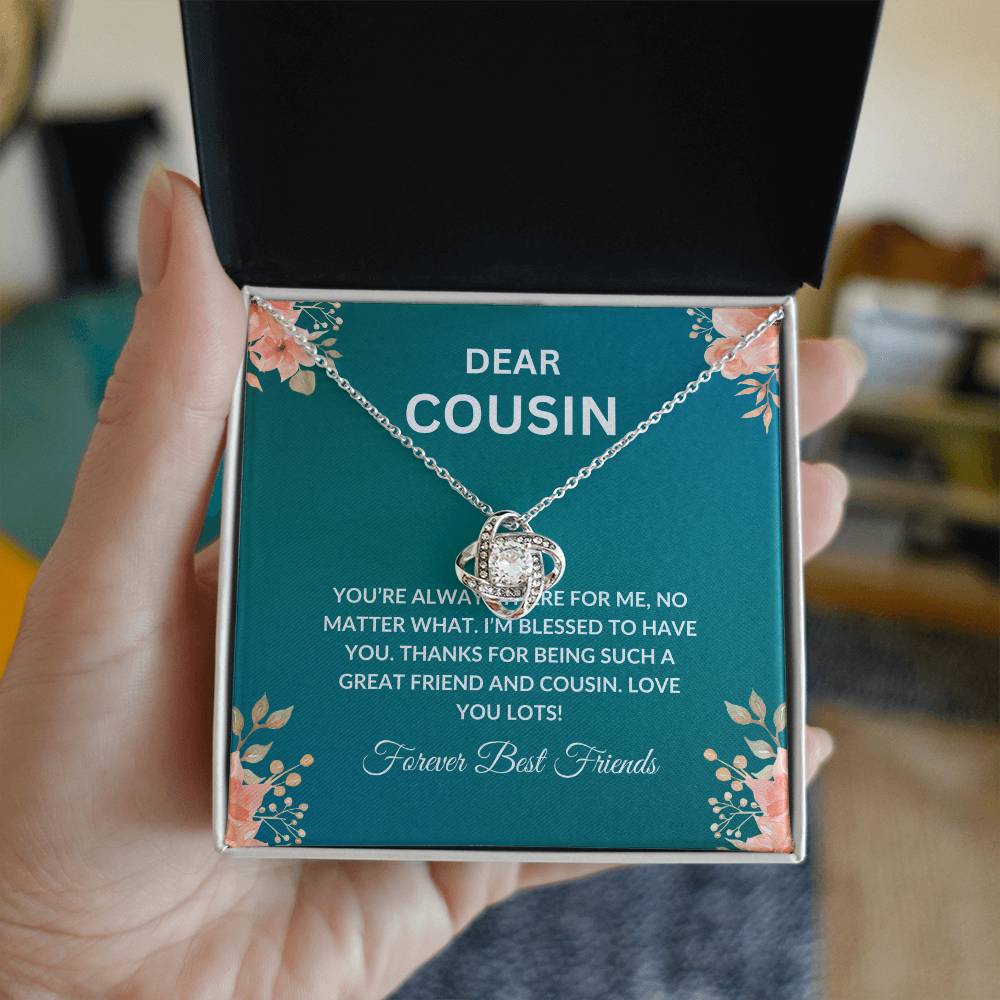 DEAR
COUSIN
YOU'RE ALWAYS FOR ME, NO
MATTER WHAT. I'M BLESSED TO HAVE
YOU. THANKS FOR BEING SUCH A
GREAT FRIEND AND COUSIN. LOVE
YOU LOTS!
Forever Best Friends